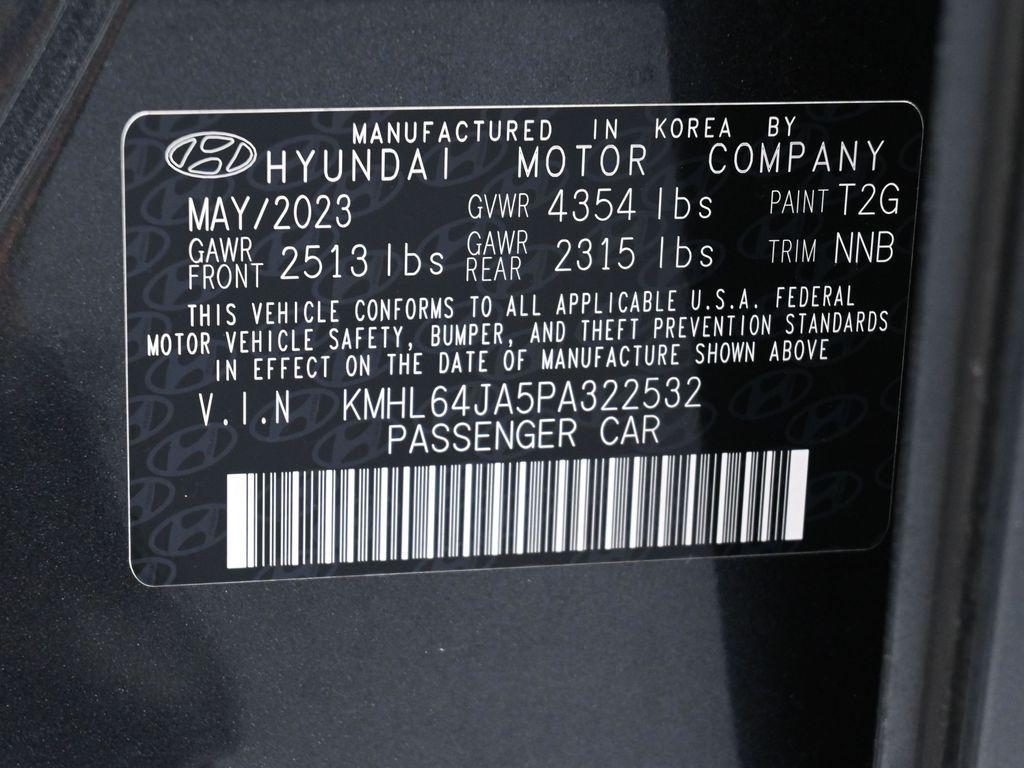 MANUFACTURED IN KOREA BY
HYUNDAI MOTOR COMPANY
MAY/2023 GVWR 4354 lbs PAINT T2G
GAWR FRONT 2513 lbs GAWR REAR 2315 lbs TRIM NNB
THIS VEHICLE CONFORMS TO ALL APPLICABLE U.S.A. FEDERAL
MOTOR VEHICLE SAFETY, BUMPER, AND THEFT PREVENTION STANDARDS
IN EFFECT ON THE DATE OF MANUFACTURE SHOWN ABOVE
V.I.N KMHL64JA5PA322532
PASSENGER CAR